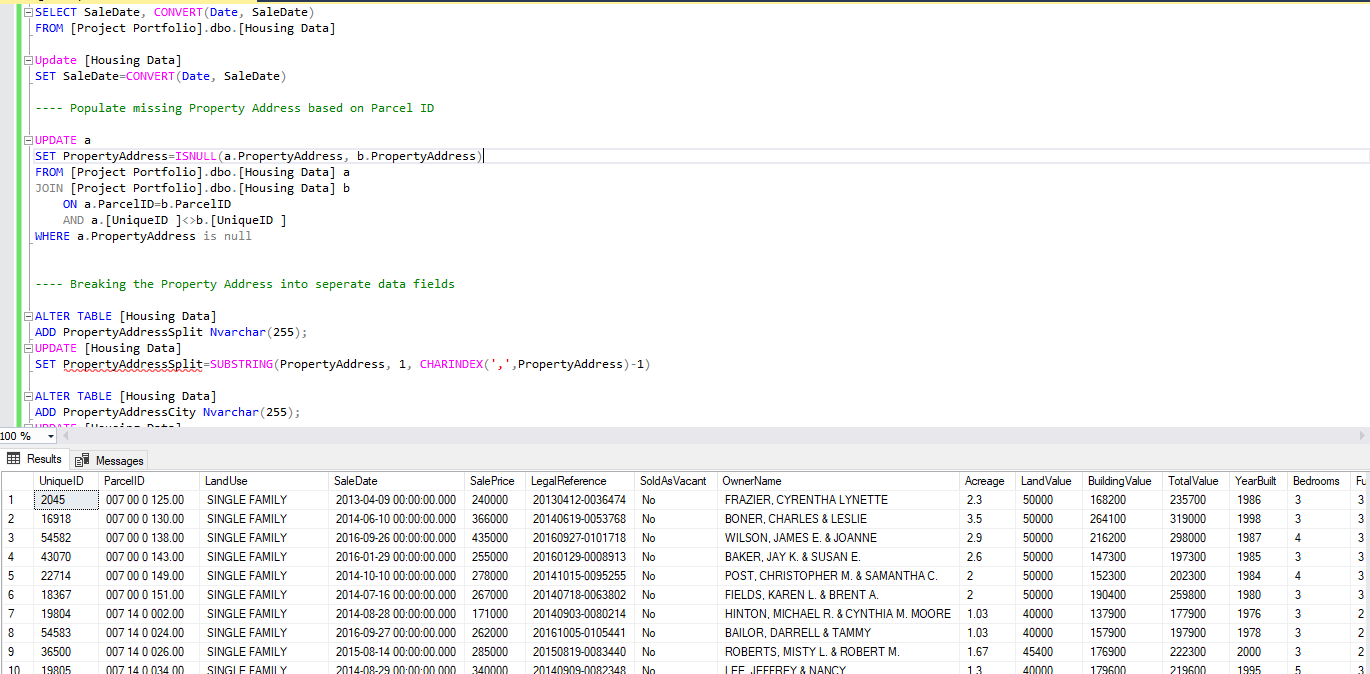 SELECT SaleDate, CONVERT(Date, SaleDate)
FROM [Project Portfolio].dbo.[Housing Data]
Update [Housing Data]
SET SaleDate=CONVERT(Date, SaleDate)
---- Populate missing Property Address based on Parcel ID
UPDATE a
SET PropertyAddress=ISNULL(a.PropertyAddress, b.PropertyAddress)
FROM [Project Portfolio].dbo.[Housing Data] a
JOIN [Project Portfolio].dbo.[Housing Data] b
ON a.ParcelID=b.ParcelID
AND a.[UniqueID ]<>b.[UniqueID ]
WHERE a.PropertyAddress is null
---- Breaking the Property Address into seperate data fields
ALTER TABLE [Housing Data]
ADD PropertyAddressSplit Nvarchar(255);
UPDATE [Housing Data]
SET PropertyAddressSplit=SUBSTRING(PropertyAddress, 1, CHARINDEX(',',PropertyAddress)-1)
ALTER TABLE [Housing Data]
ADD PropertyAddressCity Nvarchar(255);
UPDATE [Housing Data]
100 %
Results Messages
UniqueID ParcelID LandUse SaleDate SalePrice LegalReference SoldAsVacant OwnerName Acreage LandValue BuildingValue TotalValue YearBuilt Bedrooms Fu
1 2045 007 00 0 125.00 SINGLE FAMILY 2013-04-09 00:00:00.000 240000 20130412-0036474 No FRAZIER, CYRENTHA LYNETTE 2.3 50000 168200 235700 1986 3 3
2 16918 007 00 0 130.00 SINGLE FAMILY 2014-06-10 00:00:00.000 366000 20140619-0053768 No BONER, CHARLES & LESLIE 3.5 50000 264100 319000 1998 3 3
3 54582 007 00 0 138.00 SINGLE FAMILY 2016-09-26 00:00:00.000 435000 20160927-0101718 No WILSON, JAMES E. & JOANNE 2.9 50000 216200 298000 1987 4 3
4 43070 007 00 0 143.00 SINGLE FAMILY 2016-01-29 00:00:00.000 255000 20160129-0008913 No BAKER, JAY K. & SUSAN E. 2.6 50000 147300 197300 1985 3 3
5 22714 007 00 0 149.00 SINGLE FAMILY 2014-10-10 00:00:00.000 278000 20141015-0095255 No POST, CHRISTOPHER M. & SAMANTHA C. 2 50000 152300 202300 1984 4 3
6 18367 007 00 0 151.00 SINGLE FAMILY 2014-07-16 00:00:00.000 267000 20140718-0063802 No FIELDS, KAREN L. & BRENT A. 2 50000 190400 259800 1980 3 3
7 19804 007 14 0 002.00 SINGLE FAMILY 2014-08-28 00:00:00.000 171000 20140903-0080214 No HINTON, MICHAEL R. & CYNTHIA M. MOORE 1.03 40000 137900 177900 1976 3 2
8 54583 007 14 0 024.00 SINGLE FAMILY 2016-09-27 00:00:00.000 262000 20161005-0105441 No BAILOR, DARRELL & TAMMY 1.03 40000 157900 197900 1978 3 2
9 36500 007 14 0 026.00 SINGLE FAMILY 2015-08-14 00:00:00.000 285000 20150819-0083440 No ROBERTS, MISTY L. & ROBERT M. 1.67 45400 176900 222300 2000 3 2
10 19805 007 14 0 034.00 SINGLE FAMILY 2014-08-29 00:00:00.000 340000 20140909-0082348 No LEE, JEFFREY & NANCY 1.3 40000 179600 219600 1995 5 3